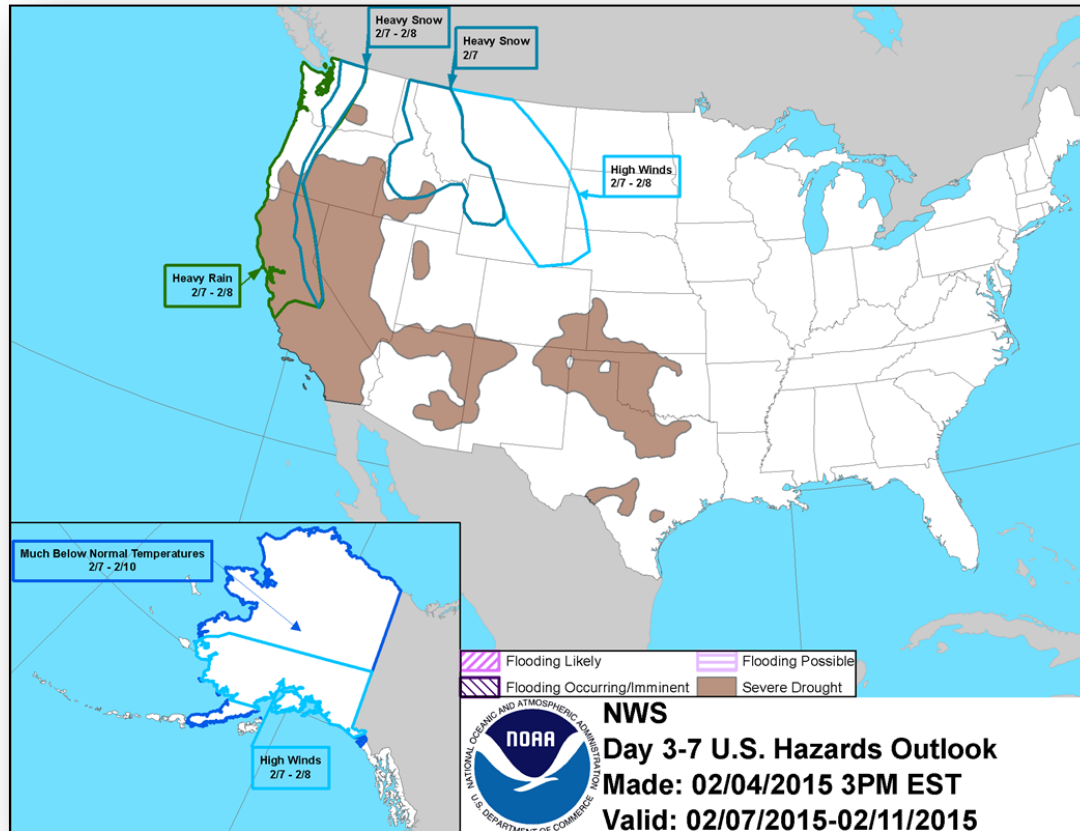 Heavy Snow
2/7 - 2/8
Heavy Snow
2/7
High Winds
2/7 - 2/8
Heavy Rain
2/7 - 2/8
Much Below Normal Temperatures
2/7 - 2/10
High Winds
2/7 - 2/8
Flooding Likely
Flooding Possible
Flooding Occurring/Imminent
Severe Drought
NATIONAL OCEANIC AND ATMOSPHERIC ADMINISTRATION
NOAA
U.S. DEPARTMENT OF COMMERCE
NWS
Day 3-7 U.S. Hazards Outlook
Made: 02/04/2015 3PM EST
Valid: 02/07/2015-02/11/2015